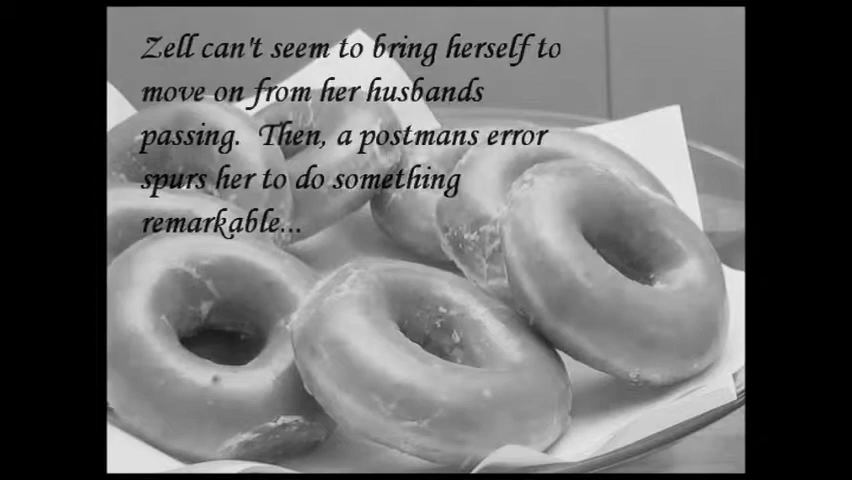 Zell can't seem to bring herself to
move on from her husbands
passing.  Then, a postmans error
spurs her to do something
remarkable...